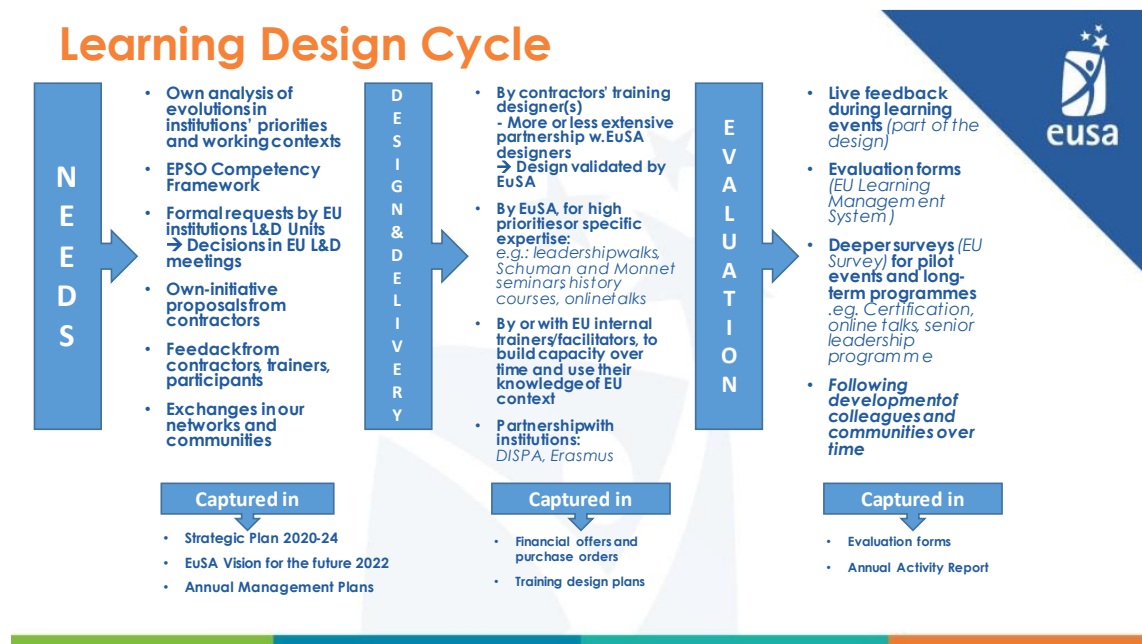 Learning Design Cycle
eusa
NEEDS
• Own analysis of
evolutions in
institutions' priorities
and working contexts
• EPSO Competency
Framework
• Formal requests by EU
institutions L&D Units
→ Decisions in EU L&D
meetings
• Own-initiative
proposals from
contractors
• Feedack from
contractors, trainers,
participants
• Exchanges in our
networks and
communities
DESIGN&DELIVERY
• By contractors' training
designer(s)
- More or less extensive
partnership w.EuSA
designers
→ Design validated by
EuSA
• By EuSA, for high
priorities or specific
expertise:
e.g.: leadership walks,
Schuman and Monnet
seminars, history
courses, online talks
• By or with EU internal
trainers/facilitators, to
build capacity over
time and use their
knowledge of EU
context
• Partnership with
institutions:
DISPA, Erasmus
EVALUATION
• Live feedback
during learning
events (part of the
design)
• Evaluation forms
(EU Learning
Management
System)
• Deeper surveys (EU
Survey) for pilot
events and long-
term programmes
.eg. Certification,
online talks, senior
leadership
programme
• Following
development of
colleagues and
communities over
time
Captured in
• Strategic Plan 2020-24
• EuSA Vision for the future 2022
• Annual Management Plans
Captured in
• Financial offers and
purchase orders
• Training design plans
Captured in
• Evaluation forms
• Annual Activity Report